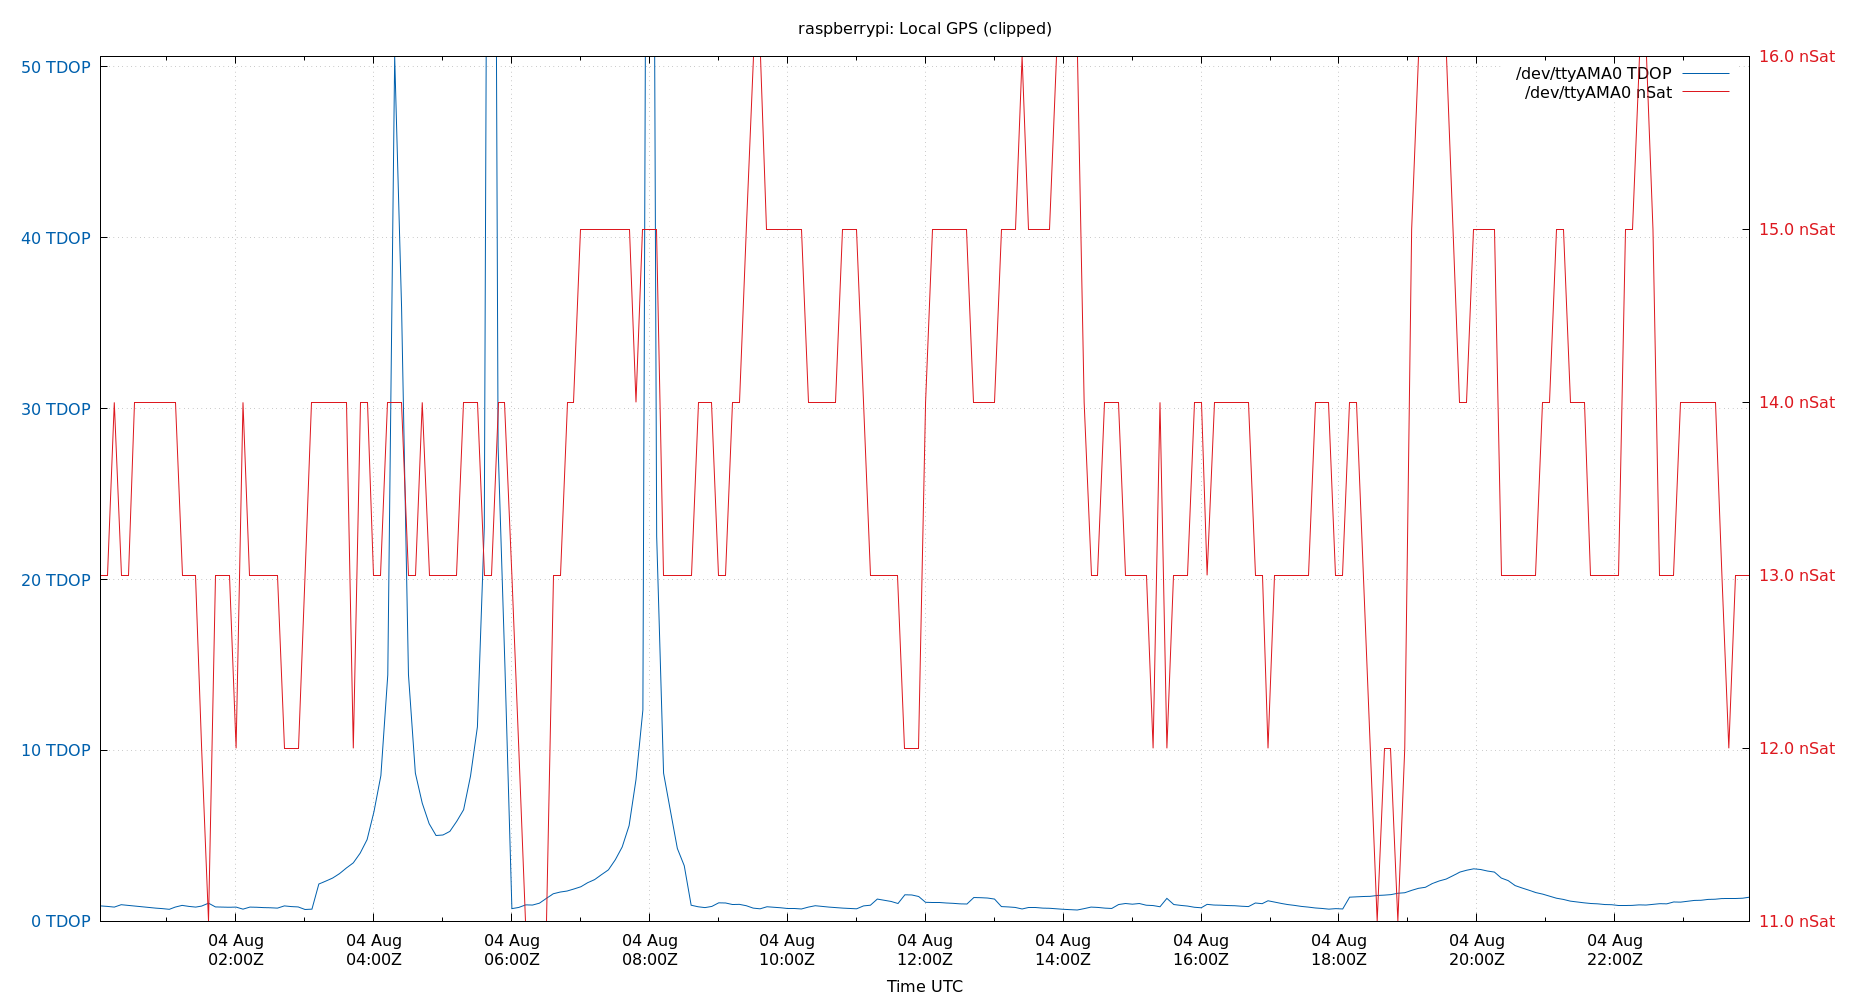 raspberrypi: Local GPS (clipped)
50 TDOP
40 TDOP
30 TDOP
20 TDOP
10 TDOP
0 TDOP
16.0 nSat
15.0 nSat
14.0 nSat
13.0 nSat
12.0 nSat
11.0 nSat
/dev/ttyAMA0 TDOP
/dev/ttyAMA0 nSat
04 Aug 04 Aug 04 Aug 04 Aug 04 Aug 04 Aug 04 Aug 04 Aug 04 Aug 04 Aug 04 Aug
02:00Z 04:00Z 06:00Z 08:00Z 10:00Z 12:00Z 14:00Z 16:00Z 18:00Z 20:00Z 22:00Z
Time UTC